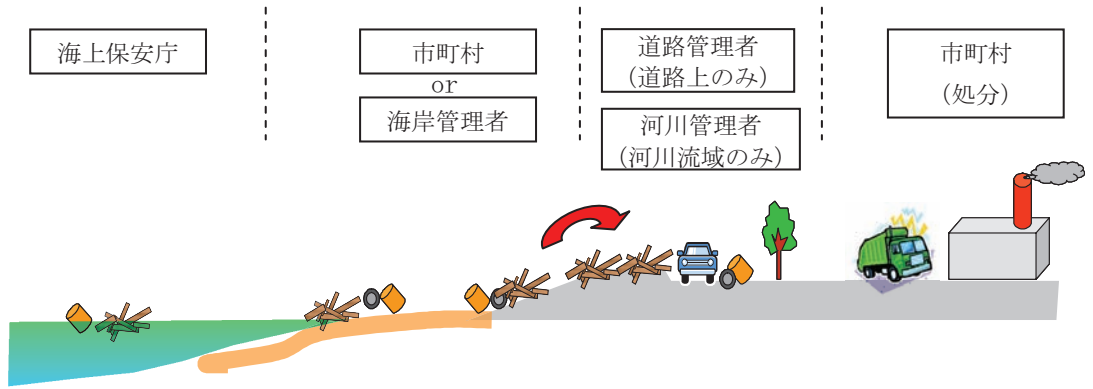 海上保安庁
市町村
or
海岸管理者
道路管理者
（道路上のみ）
河川管理者
（河川流域のみ）
市町村
（処分）